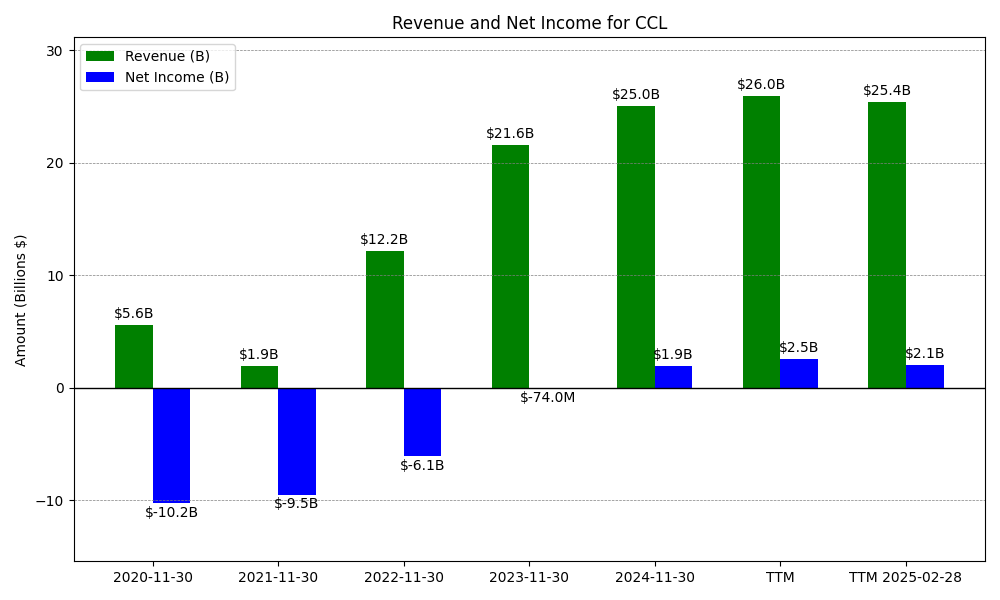 Revenue and Net Income for CCL
Revenue (B)
Net Income (B)
Amount (Billions $)
30
20
10
0
−10
$5.6B
$1.9B
$12.2B
$21.6B
$25.0B
$26.0B
$25.4B
$-10.2B
$-9.5B
$-6.1B
$-74.0M
$1.9B
$2.5B
$2.1B
2020-11-30
2021-11-30
2022-11-30
2023-11-30
2024-11-30
TTM
TTM 2025-02-28